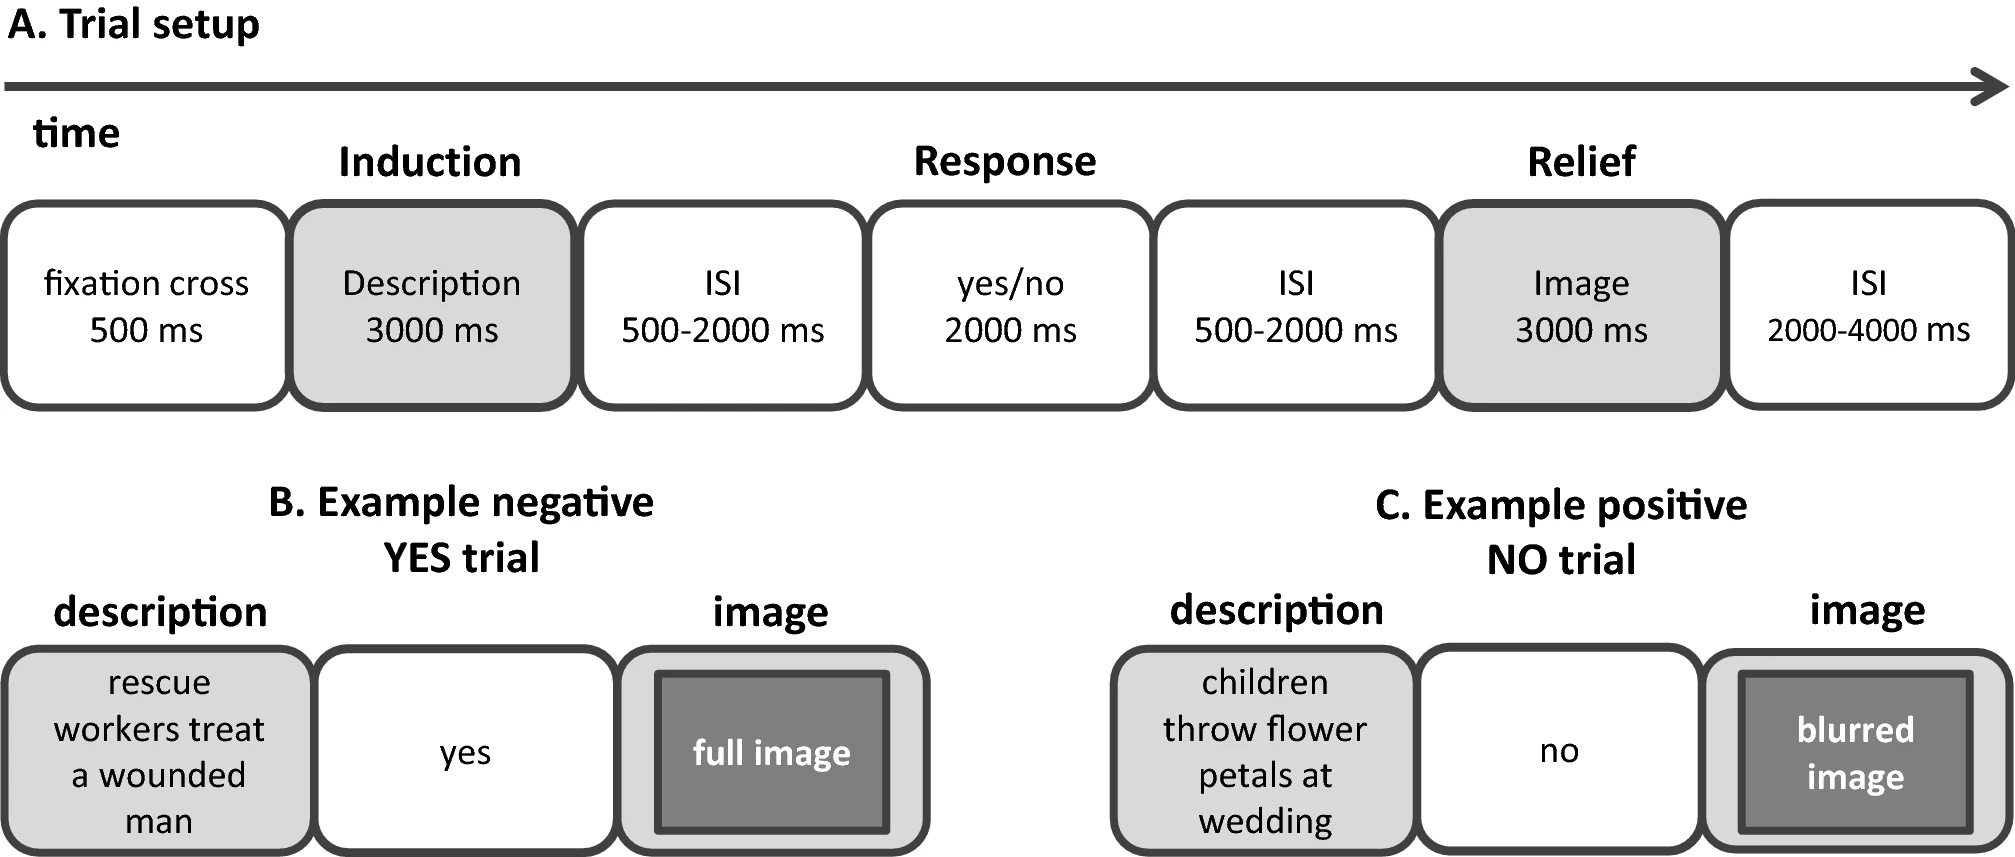 A. Trial setup
time
Induction
Response
Relief
fixation cross
500 ms
Description
3000 ms
ISI
500-2000 ms
yes/no
2000 ms
ISI
500-2000 ms
Image
3000 ms
ISI
2000-4000 ms
B. Example negative
YES trial
description
image
rescue
workers treat
a wounded
man
yes
full image
C. Example positive
NO trial
description
image
children
throw flower
petals at
wedding
no
blurred
image